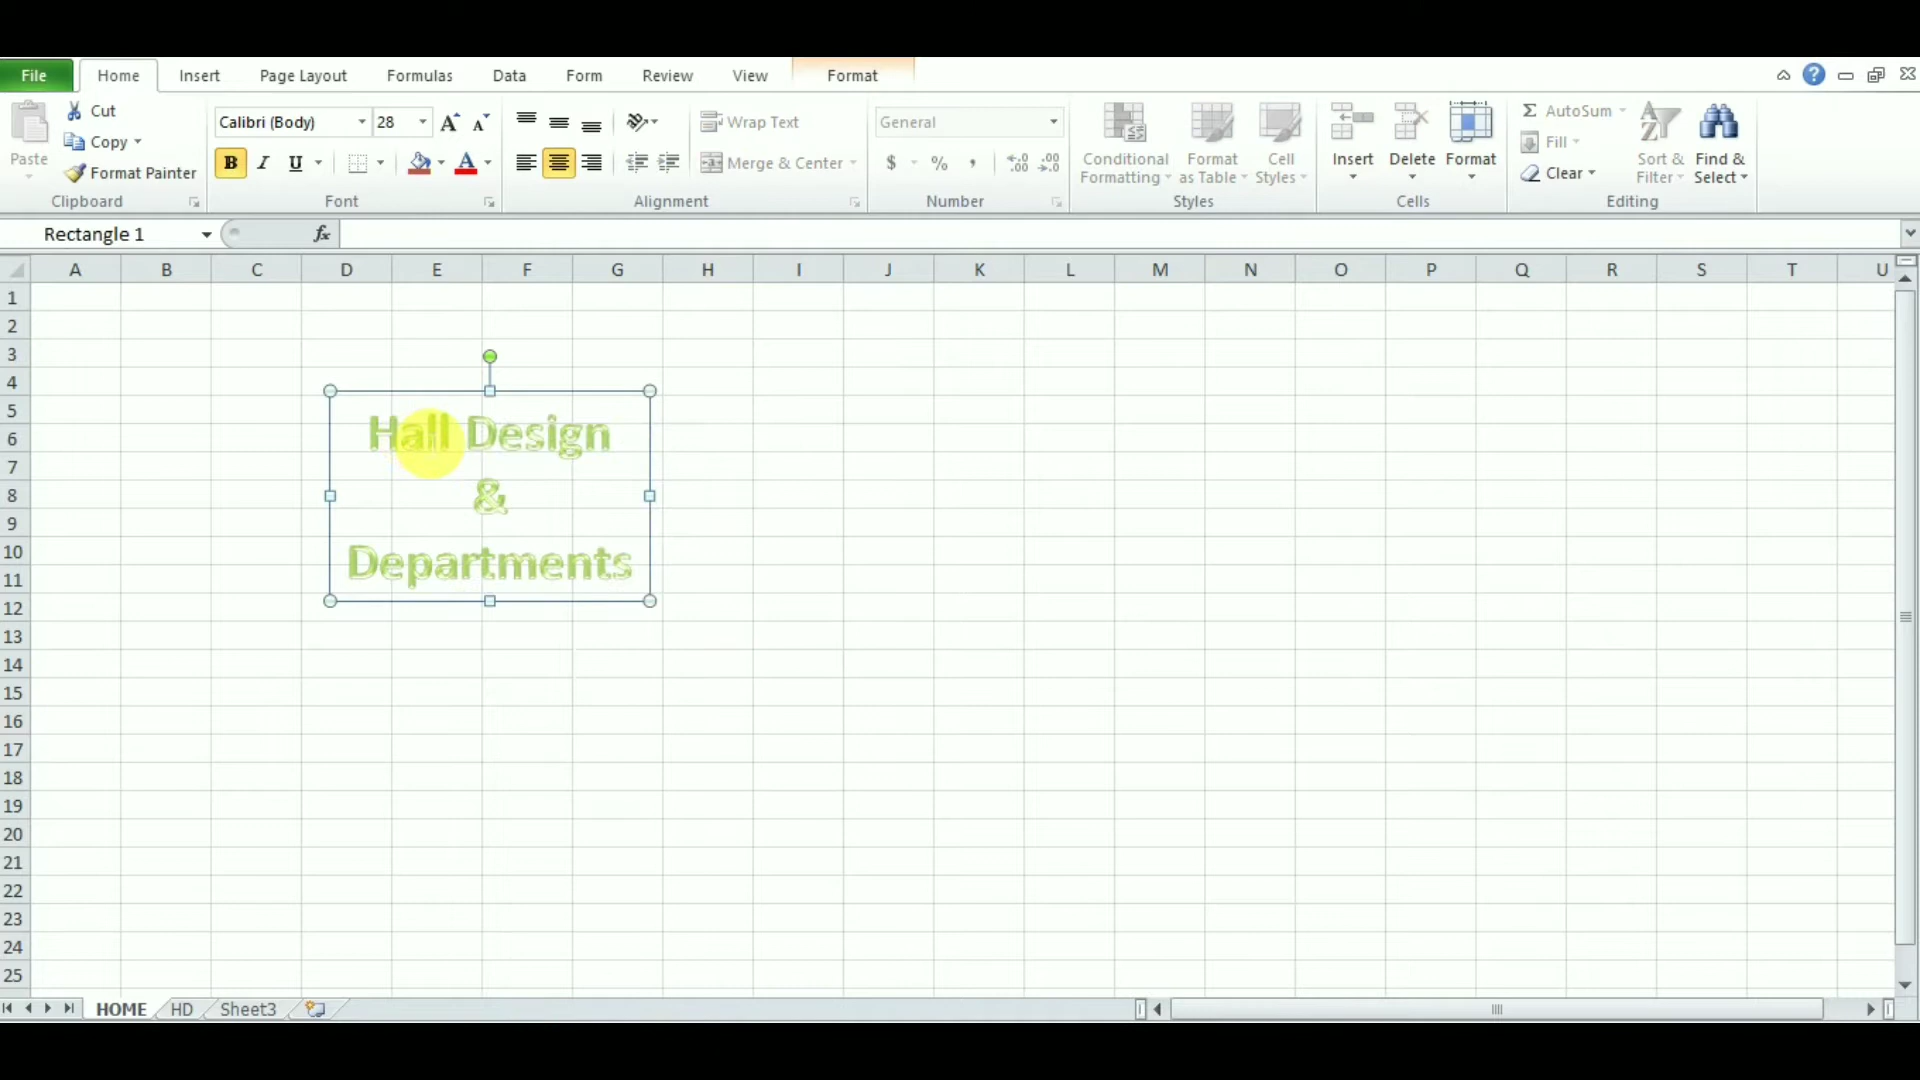 File Home Insert Page Layout Formulas Data Form Review View Format
Cut
Copy
Format Painter
Paste
Clipboard
Calibri (Body) 28
B I U
Font
Wrap Text
Merge & Center
Alignment
General
$ % ,
Number
Conditional Formatting
Format as Table
Cell Styles
Styles
Insert Delete Format
Cells
Σ AutoSum
Fill
Clear
Sort & Filter
Find & Select
Editing
Rectangle 1 fx
A B C D E F G H I J K L M N O P Q R S T U
1
2
3
4
5
6
7
8
9
10
11
12
13
14
15
16
17
18
19
20
21
22
23
24
25
Hall Design
&
Departments
HOME HD Sheet3